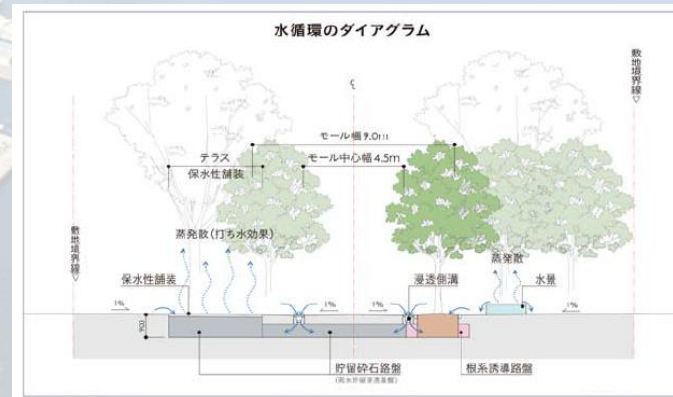 水循環のダイアグラム
敷地境界線▽
℄
モール幅9.0m
テラス
モール中心幅4.5m
保水性舗装
蒸発散(打ち水効果)
蒸発散
敷地境界線▽
保水性舗装
浸透側溝
水景
1%
1%
1%
1%
貯留砕石路盤
根系誘導路盤